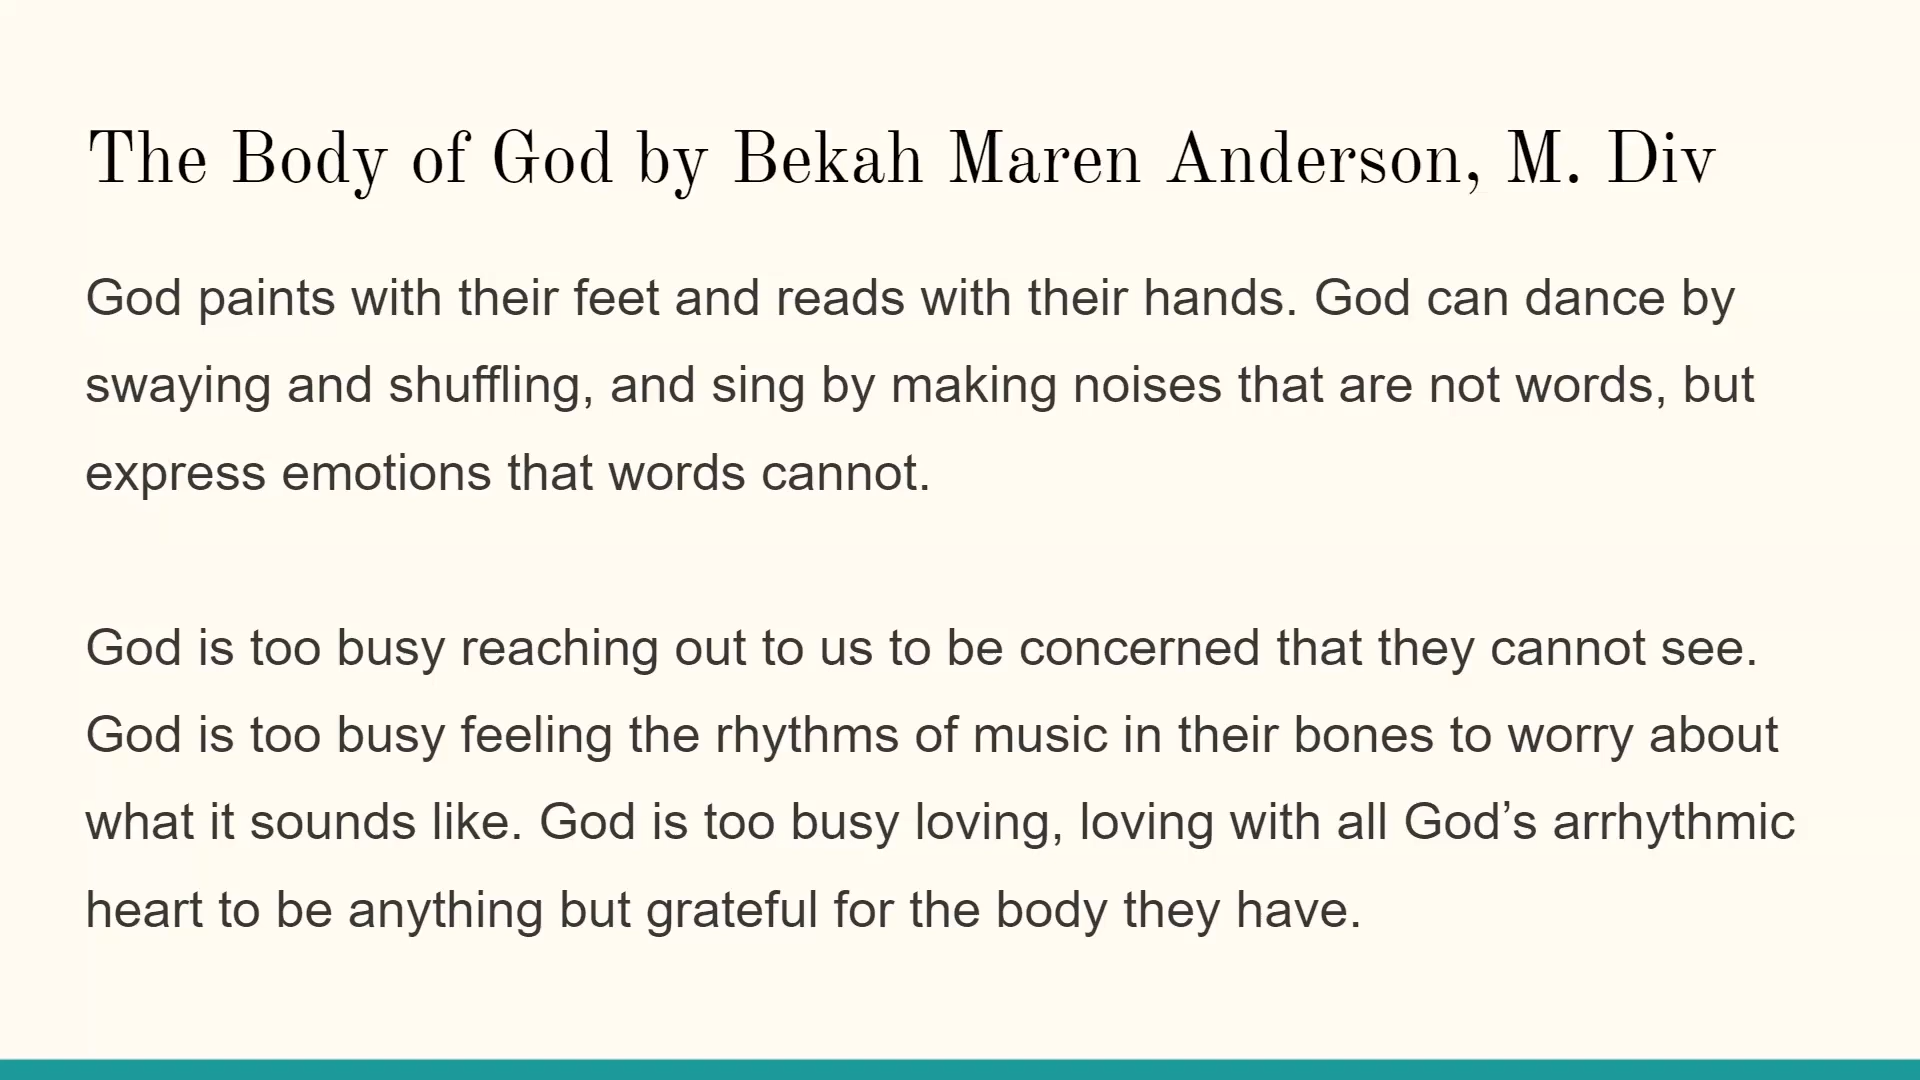 The Body of God by Bekah Maren Anderson, M. Div
God paints with their feet and reads with their hands. God can dance by
swaying and shuffling, and sing by making noises that are not words, but
express emotions that words cannot.
God is too busy reaching out to us to be concerned that they cannot see.
God is too busy feeling the rhythms of music in their bones to worry about
what it sounds like. God is too busy loving, loving with all God’s arrhythmic
heart to be anything but grateful for the body they have.